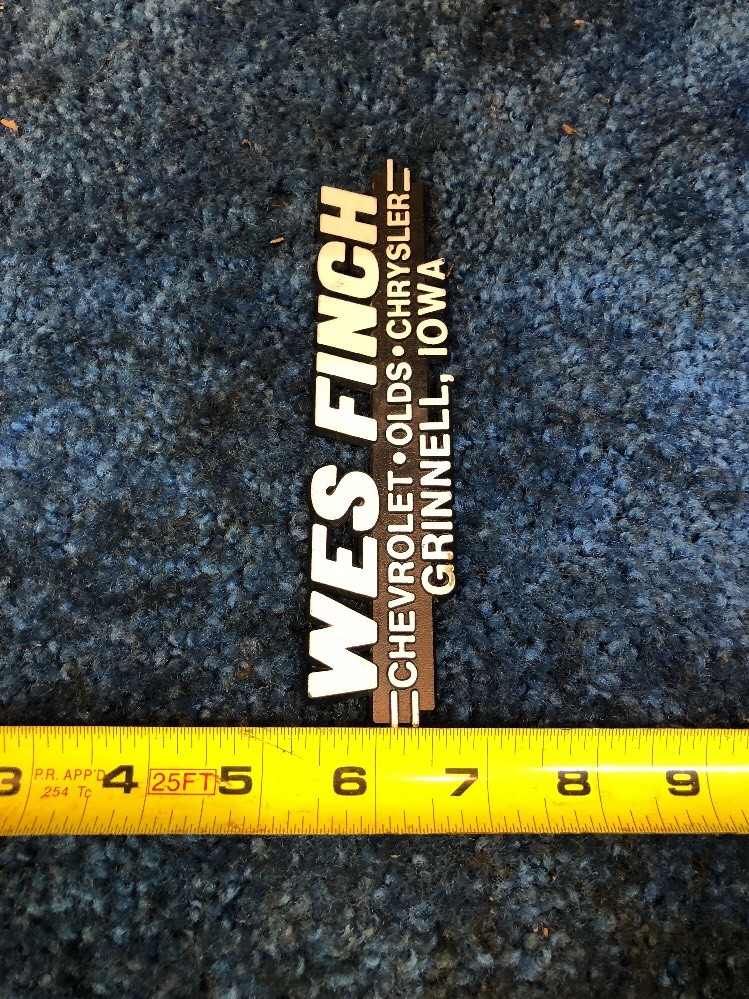 WES FINCH
CHEVROLET • OLDS • CHRYSLER
GRINNELL, IOWA
3 P.R. APP'D 4 25FT 5 6 7 8 9
254 Tc